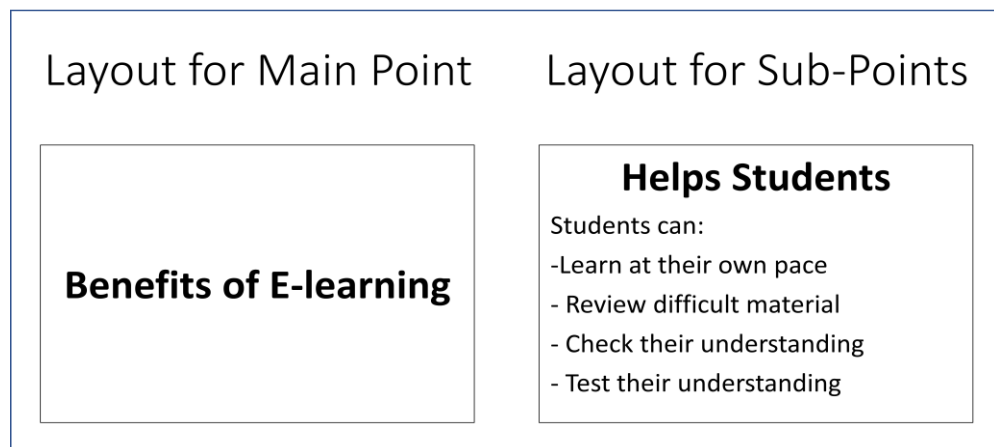 Layout for Main Point
Layout for Sub-Points
Benefits of E-learning
Helps Students
Students can:
-Learn at their own pace
- Review difficult material
- Check their understanding
- Test their understanding